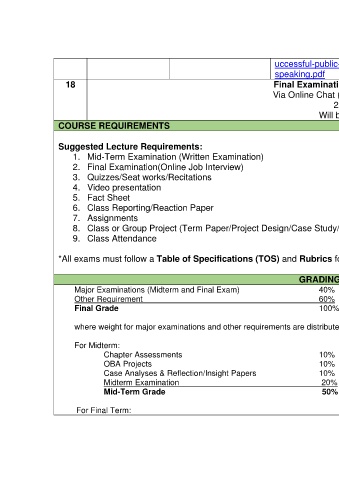 uccessful-public-
speaking.pdf
18
Final Examinati
Via Online Chat (
2
Will b
COURSE REQUIREMENTS
Suggested Lecture Requirements:
1. Mid-Term Examination (Written Examination)
2. Final Examination(Online Job Interview)
3. Quizzes/Seat works/Recitations
4. Video presentation
5. Fact Sheet
6. Class Reporting/Reaction Paper
7. Assignments
8. Class or Group Project (Term Paper/Project Design/Case Study/
9. Class Attendance
*All exams must follow a Table of Specifications (TOS) and Rubrics fo
GRADING
Major Examinations (Midterm and Final Exam) 40%
Other Requirement 60%
Final Grade 100%
where weight for major examinations and other requirements are distribute
For Midterm:
Chapter Assessments 10%
OBA Projects 10%
Case Analyses & Reflection/Insight Papers 10%
Midterm Examination 20%
Mid-Term Grade 50%
For Final Term: